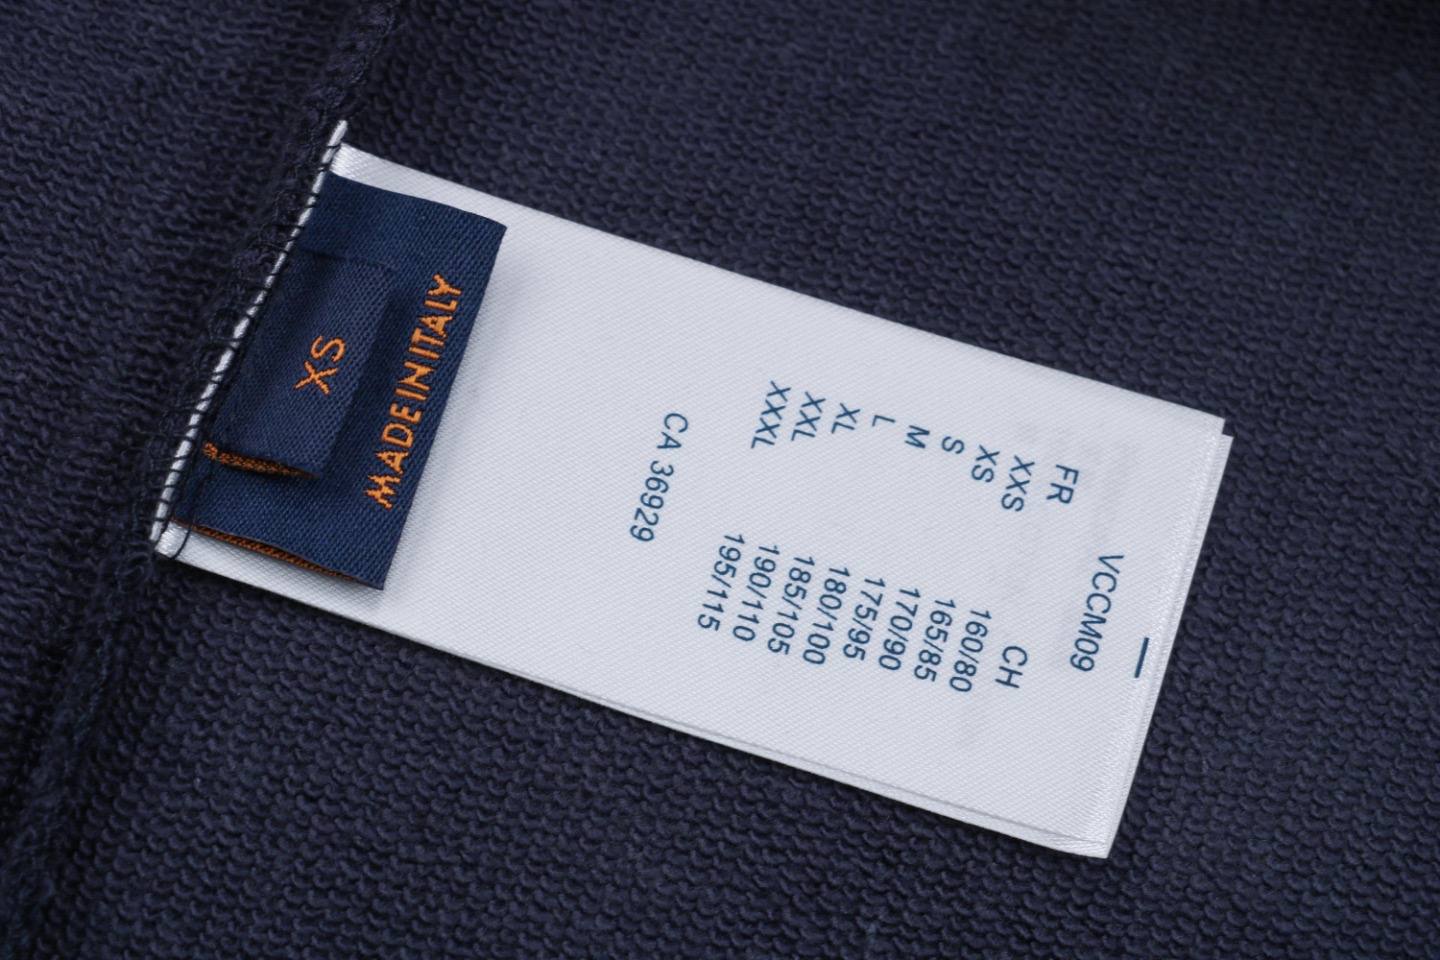 XS
MADE IN ITALY
VCCM09
FR CH
XXS 160/80
XS 165/85
S 170/90
M 175/95
L 180/100
XL 185/105
XXL 190/110
XXXL 195/115
CA 36929